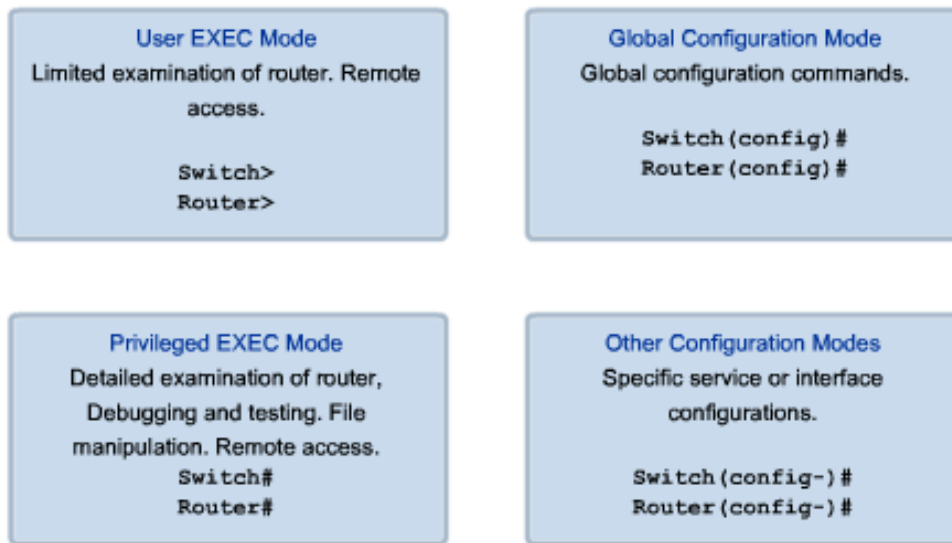 User EXEC Mode
Limited examination of router. Remote
access.
Switch>
Router>
Global Configuration Mode
Global configuration commands.
Switch(config)#
Router(config)#
Privileged EXEC Mode
Detailed examination of router,
Debugging and testing. File
manipulation. Remote access.
Switch#
Router#
Other Configuration Modes
Specific service or interface
configurations.
Switch(config-)#
Router(config-)#